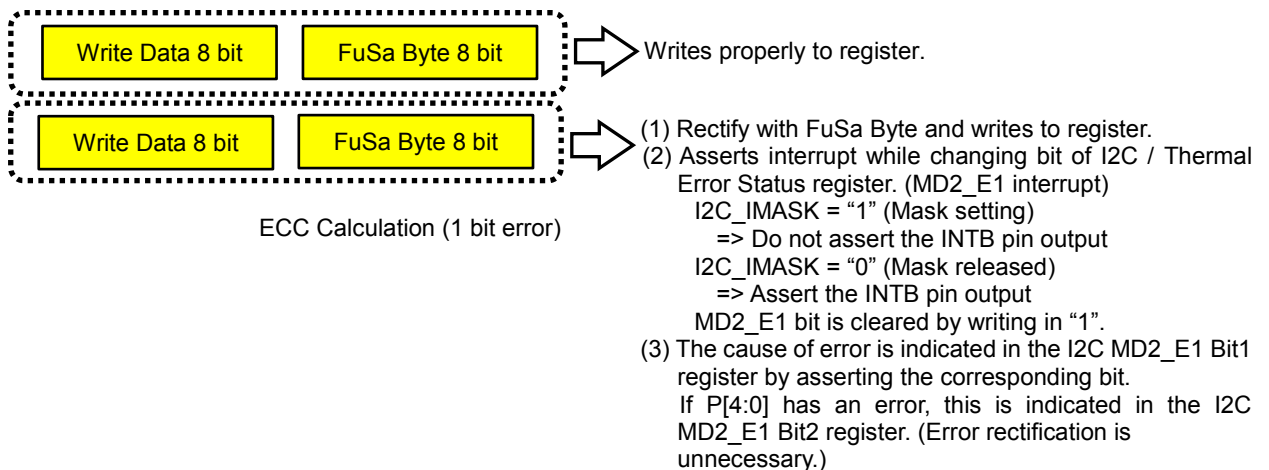 Write Data 8 bit FuSa Byte 8 bit Writes properly to register.
Write Data 8 bit FuSa Byte 8 bit
ECC Calculation (1 bit error)
(1) Rectify with FuSa Byte and writes to register.
(2) Asserts interrupt while changing bit of I2C / Thermal
Error Status register. (MD2_E1 interrupt)
I2C_IMASK = “1” (Mask setting)
=> Do not assert the INTB pin output
I2C_IMASK = “0” (Mask released)
=> Assert the INTB pin output
MD2_E1 bit is cleared by writing in “1”.
(3) The cause of error is indicated in the I2C MD2_E1 Bit1
register by asserting the corresponding bit.
If P[4:0] has an error, this is indicated in the I2C
MD2_E1 Bit2 register. (Error rectification is
unnecessary.)